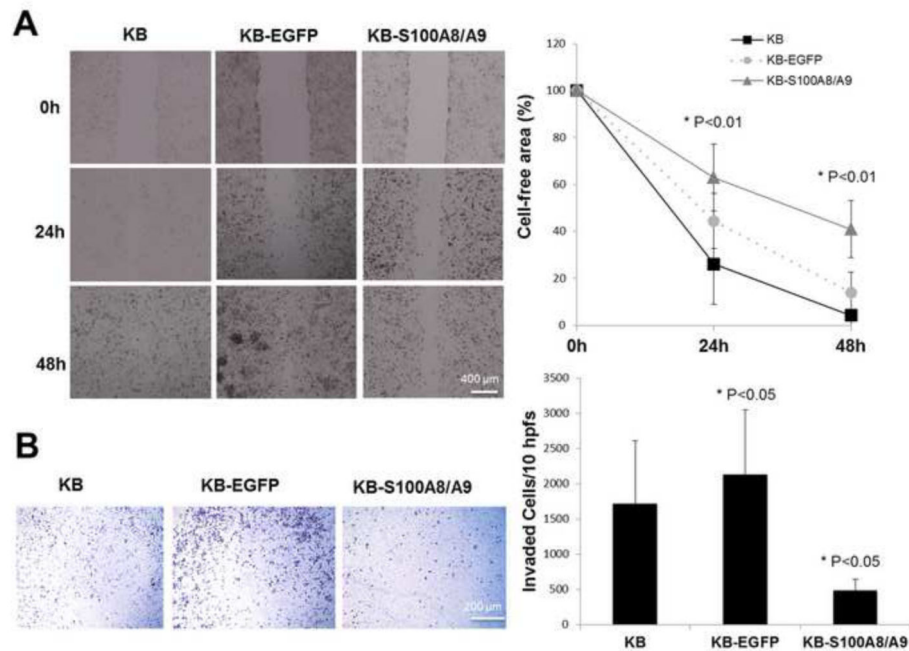 A
KB KB-EGFP KB-S100A8/A9
0h
24h
48h
400 µm
KB
KB-EGFP
KB-S100A8/A9
Cell-free area (%)
120
100
80
60
40
20
0
* P<0.01
* P<0.01
0h 24h 48h
B
KB KB-EGFP KB-S100A8/A9
200 µm
Invaded Cells/10 hpfs
3500
3000
2500
2000
1500
1000
500
0
* P<0.05
* P<0.05
KB KB-EGFP KB-S100A8/A9